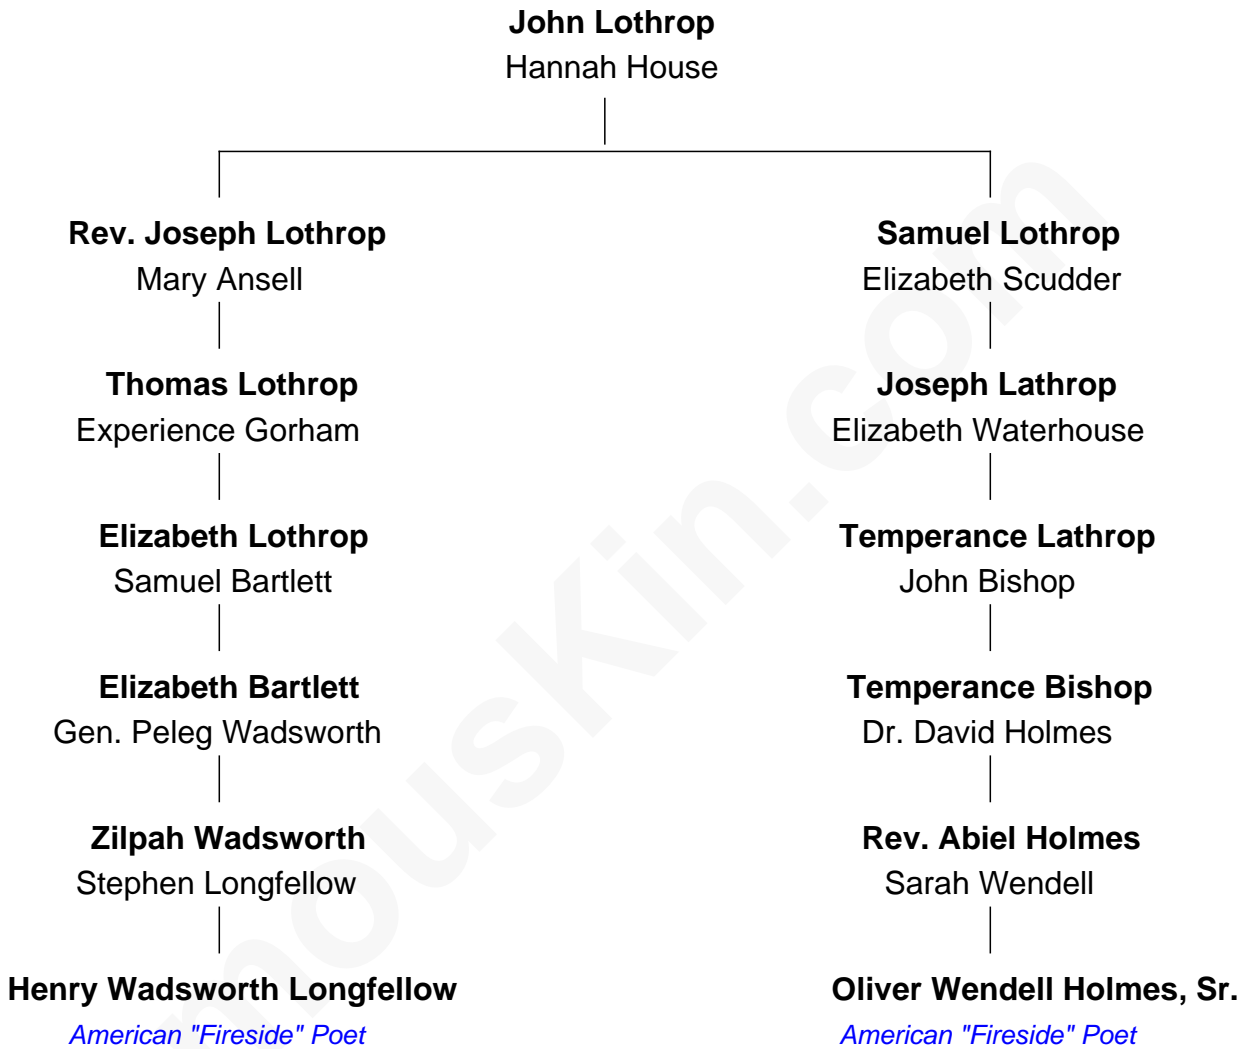 John Lothrop
Hannah House
Rev. Joseph Lothrop
Mary Ansell
Samuel Lothrop
Elizabeth Scudder
Thomas Lothrop
Experience Gorham
Joseph Lathrop
Elizabeth Waterhouse
Elizabeth Lothrop
Samuel Bartlett
Temperance Lathrop
John Bishop
Elizabeth Bartlett
Gen. Peleg Wadsworth
Temperance Bishop
Dr. David Holmes
Zilpah Wadsworth
Stephen Longfellow
Rev. Abiel Holmes
Sarah Wendell
Henry Wadsworth Longfellow
American "Fireside" Poet
Oliver Wendell Holmes, Sr.
American "Fireside" Poet
mousKin.com